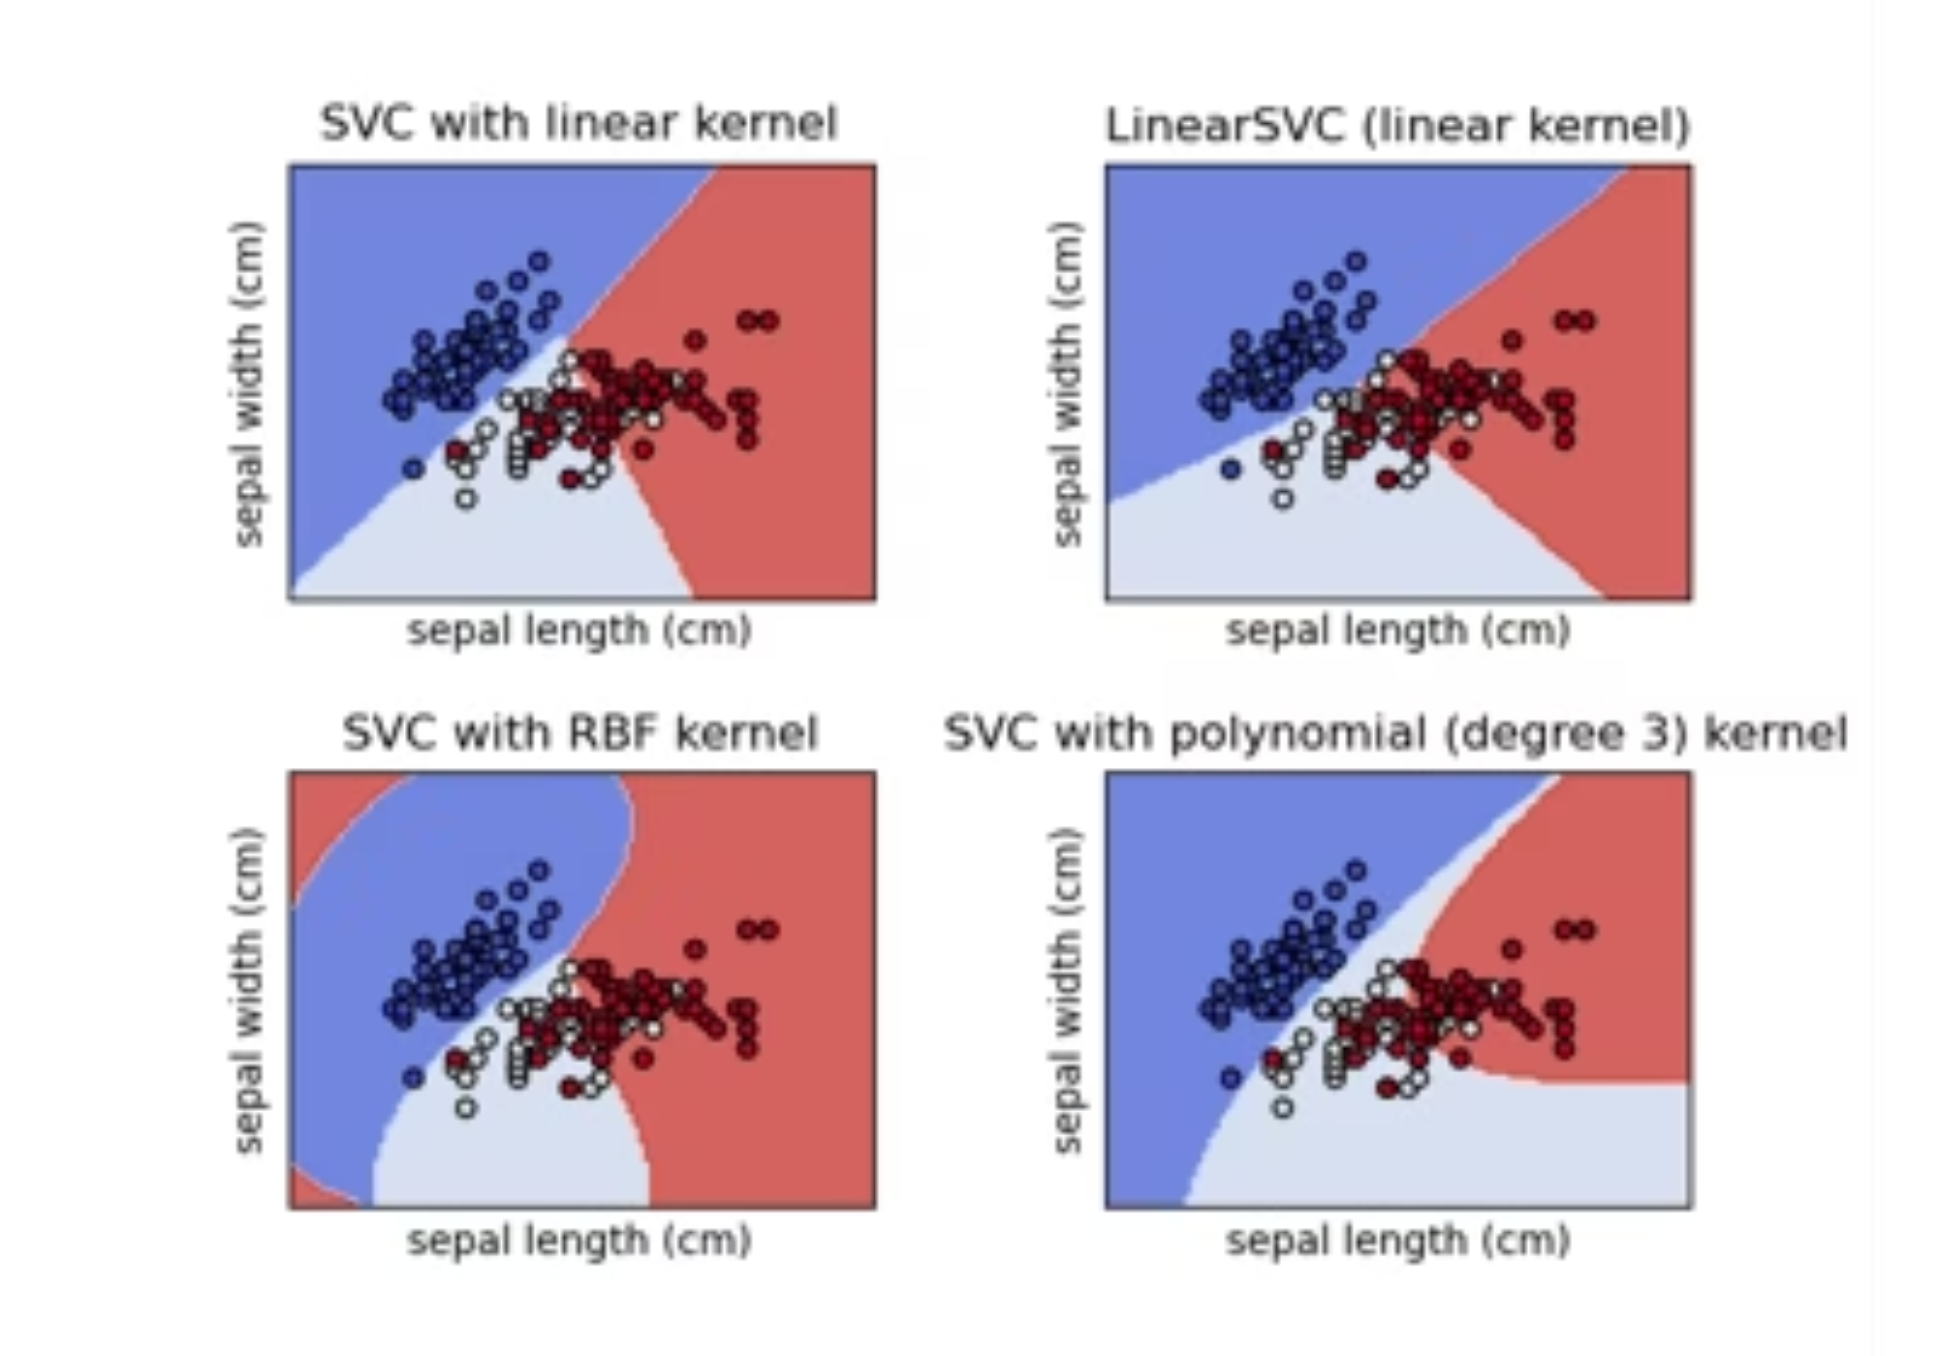 SVC with linear kernel
LinearSVC (linear kernel)
sepal width (cm)
sepal length (cm)
sepal width (cm)
sepal length (cm)
SVC with RBF kernel
SVC with polynomial (degree 3) kernel
sepal width (cm)
sepal length (cm)
sepal width (cm)
sepal length (cm)